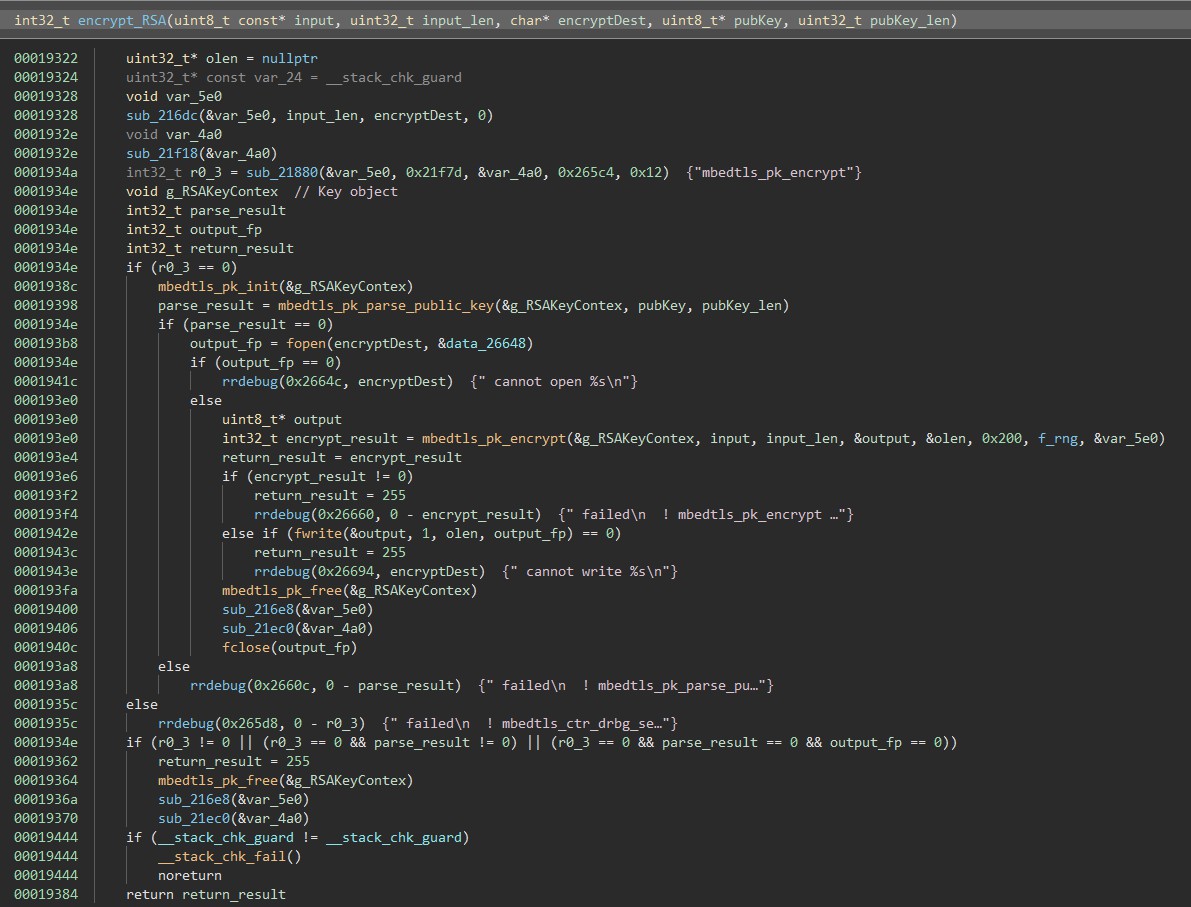 int32_t encrypt_RSA(uint8_t const* input, uint32_t input_len, char* encryptDest, uint8_t* pubKey, uint32_t pubKey_len)
00019322 uint32_t* olen = nullptr
00019324 uint32_t* const var_24 = __stack_chk_guard
00019328 void var_5e0
00019328 sub_216dc(&var_5e0, input_len, encryptDest, 0)
0001932e void var_4a0
0001932e sub_21f18(&var_4a0)
0001934a int32_t r0_3 = sub_21880(&var_5e0, 0x21f7d, &var_4a0, 0x265c4, 0x12) {"mbedtls_pk_encrypt"}
0001934e void g_RSAKeyContex // Key object
0001934e int32_t parse_result
0001934e int32_t output_fp
0001934e int32_t return_result
0001934e if (r0_3 == 0)
0001938c mbedtls_pk_init(&g_RSAKeyContex)
00019398 parse_result = mbedtls_pk_parse_public_key(&g_RSAKeyContex, pubKey, pubKey_len)
0001934e if (parse_result == 0)
000193b8 output_fp = fopen(encryptDest, &data_26648)
0001934e if (output_fp == 0)
0001941c rrdebug(0x2664c, encryptDest) {" cannot open %s\n"}
000193e0 else
000193e0 uint8_t* output
000193e0 int32_t encrypt_result = mbedtls_pk_encrypt(&g_RSAKeyContex, input, input_len, &output, &olen, 0x200, f_rng, &var_5e0)
000193e4 return_result = encrypt_result
000193e6 if (encrypt_result != 0)
000193f2 return_result = 255
000193f4 rrdebug(0x26660, 0 - encrypt_result) {" failed\n  ! mbedtls_pk_encrypt …"}
0001942e else if (fwrite(&output, 1, olen, output_fp) == 0)
0001943c return_result = 255
0001943e rrdebug(0x26694, encryptDest) {" cannot write %s\n"}
000193fa mbedtls_pk_free(&g_RSAKeyContex)
00019400 sub_216e8(&var_5e0)
00019406 sub_21ec0(&var_4a0)
0001940c fclose(output_fp)
000193a8 else
000193a8 rrdebug(0x2660c, 0 - parse_result) {" failed\n  ! mbedtls_pk_parse_pu…"}
0001935c else
0001935c rrdebug(0x265d8, 0 - r0_3) {" failed\n  ! mbedtls_ctr_drbg_se…"}
0001934e if (r0_3 != 0 || (r0_3 == 0 && parse_result != 0) || (r0_3 == 0 && parse_result == 0 && output_fp == 0))
00019362 return_result = 255
00019364 mbedtls_pk_free(&g_RSAKeyContex)
0001936a sub_216e8(&var_5e0)
00019370 sub_21ec0(&var_4a0)
00019444 if (__stack_chk_guard != __stack_chk_guard)
00019444 __stack_chk_fail()
00019444 noreturn
00019384 return return_result